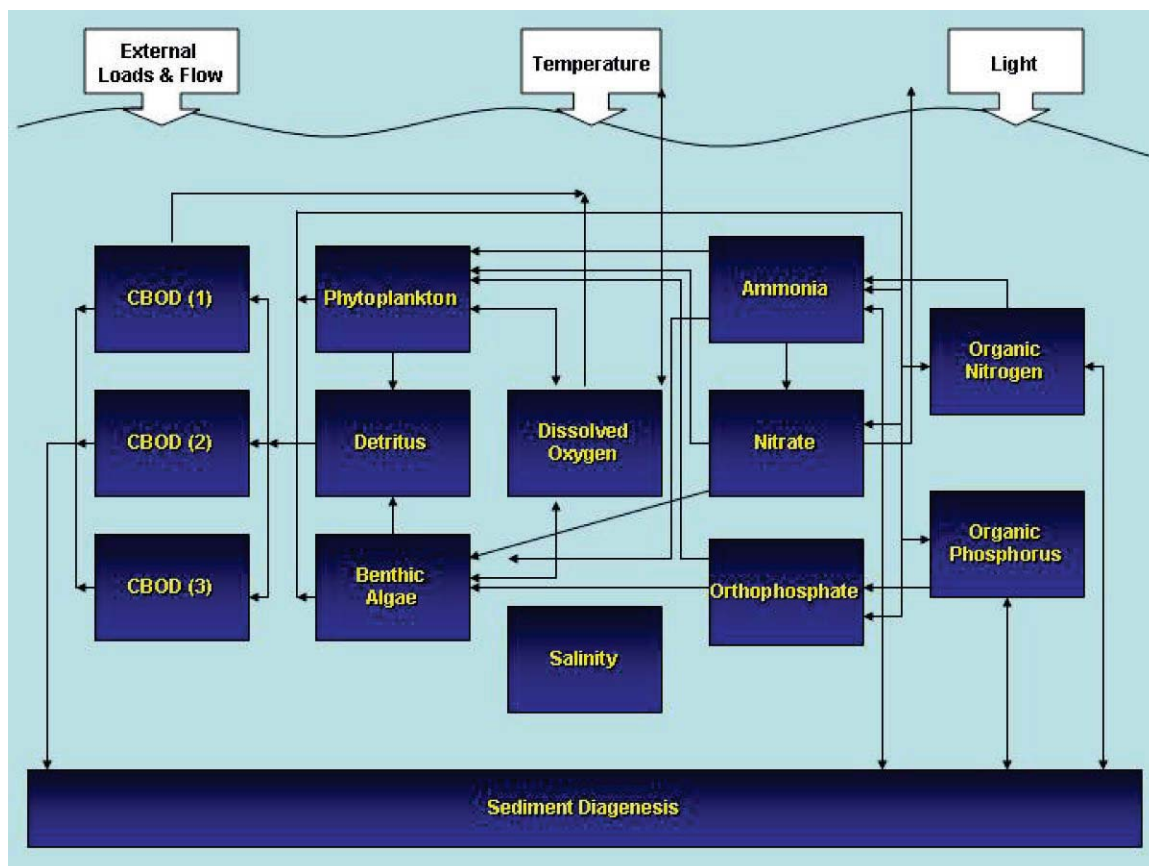 External
Loads & Flow
Temperature
Light
CBOD (1)
Phytoplankton
Ammonia
Organic
Nitrogen
CBOD (2)
Detritus
Dissolved
Oxygen
Nitrate
Organic
Phosphorus
CBOD (3)
Benthic
Algae
Orthophosphate
Salinity
Sediment Diagenesis